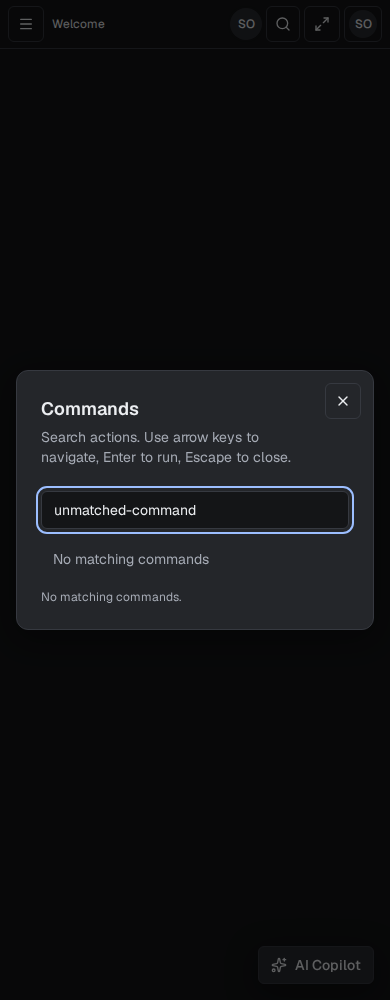 Welcome
SO
SO
Commands
Search actions. Use arrow keys to
navigate, Enter to run, Escape to close.
unmatched-command
No matching commands
No matching commands.
AI Copilot